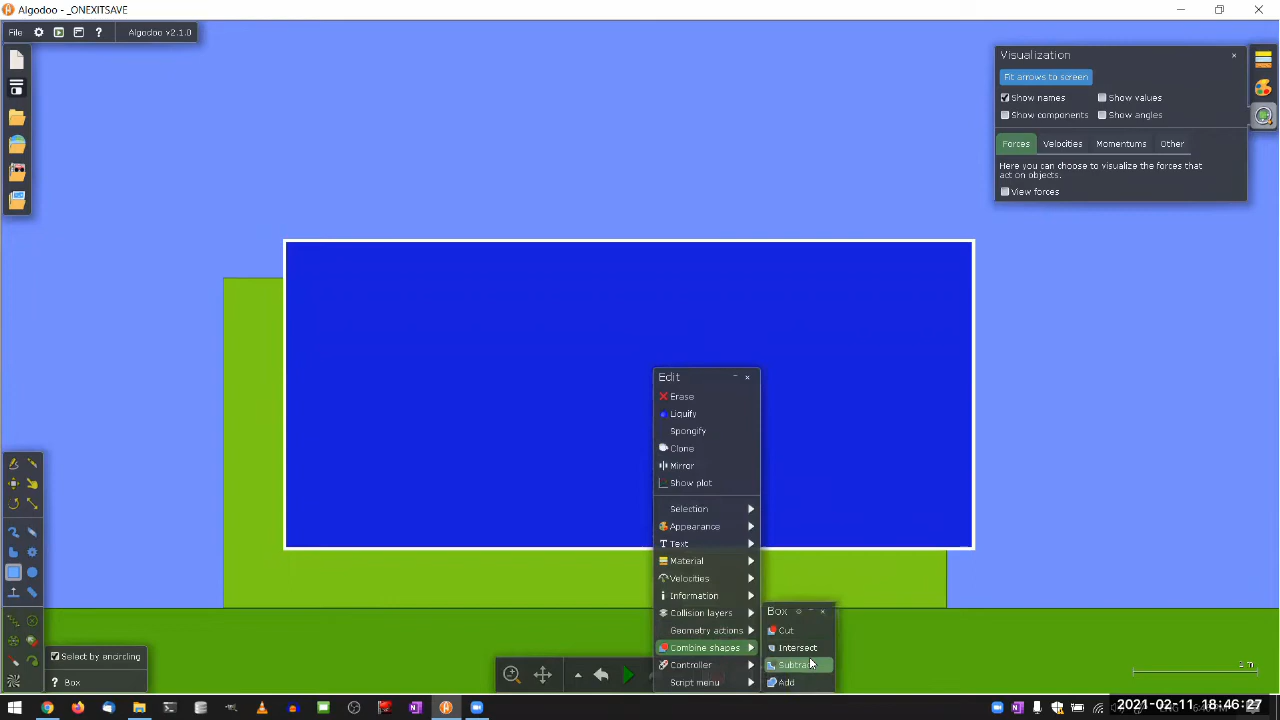 Algodoo - _ONEXITSAVE
File
?
Algodoo v2.1.0
Visualization
Fit arrows to screen
Show names
Show values
Show components
Show angles
Forces
Velocities
Momentums
Other
Here you can choose to visualize the forces that
act on objects.
View forces
Edit
Erase
Liquify
Spongify
Clone
Mirror
Show plot
Selection
Appearance
T Text
Material
Velocities
Information
Collision layers
Geometry actions
Combine shapes
Controller
Script menu
Box
Cut
Intersect
Subtract
Add
Select by encircling
? Box
1 m
2021-02-11 18:46:27